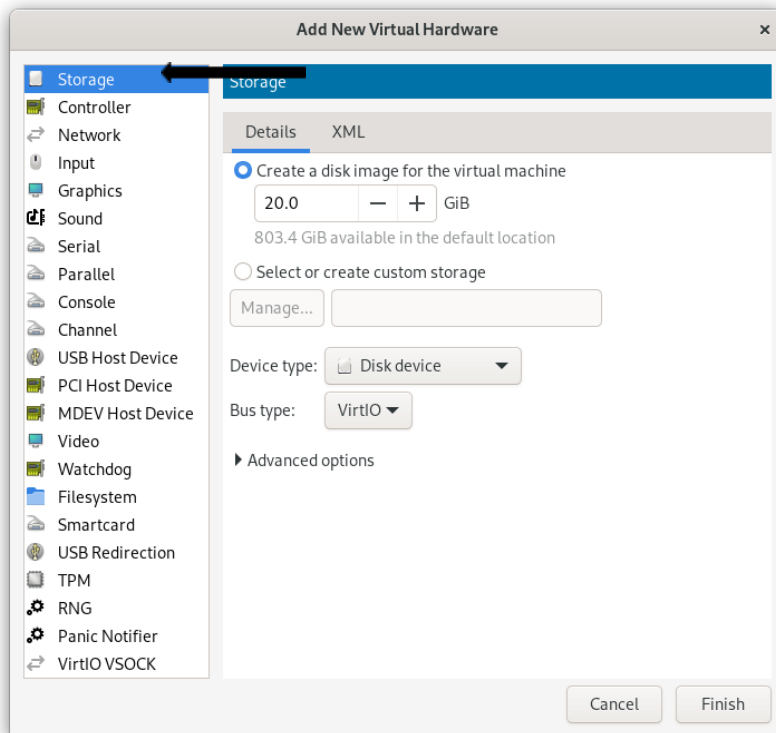 Add New Virtual Hardware ×
Storage
Controller
Network
Input
Graphics
Sound
Serial
Parallel
Console
Channel
USB Host Device
PCI Host Device
MDEV Host Device
Video
Watchdog
Filesystem
Smartcard
USB Redirection
TPM
RNG
Panic Notifier
VirtIO VSOCK
Storage
Details XML
Create a disk image for the virtual machine
20.0 − + GiB
803.4 GiB available in the default location
Select or create custom storage
Manage...
Device type: Disk device
Bus type: VirtIO
Advanced options
Cancel Finish